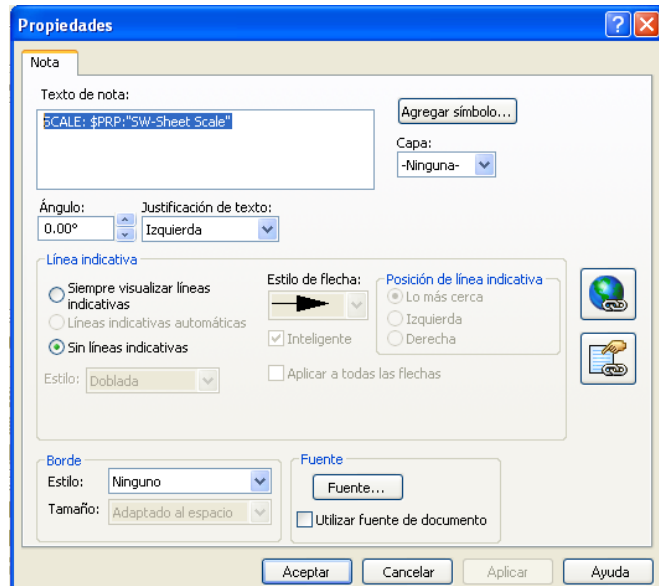 Propiedades
Nota
Texto de nota:
SCALE: $PRP:"SW-Sheet Scale"
Agregar símbolo...
Capa:
-Ninguna-
Ángulo:
Justificación de texto:
0.00°
Izquierda
Línea indicativa
Siempre visualizar líneas
indicativas
Líneas indicativas automáticas
Sin líneas indicativas
Estilo:
Doblada
Estilo de flecha:
Inteligente
Aplicar a todas las flechas
Posición de línea indicativa
Lo más cerca
Izquierda
Derecha
Borde
Estilo:
Ninguno
Tamaño:
Adaptado al espacio
Fuente
Fuente...
Utilizar fuente de documento
Aceptar
Cancelar
Aplicar
Ayuda